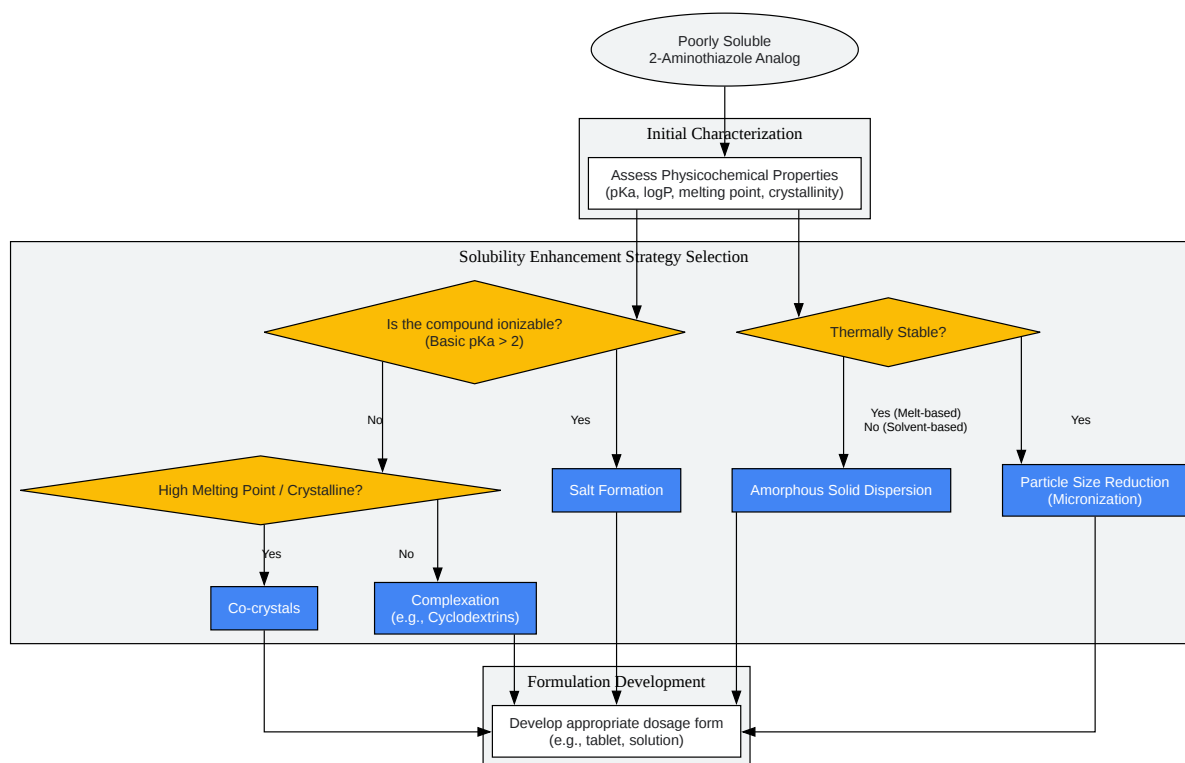 Poorly Soluble
2-Aminothiazole Analog
Initial Characterization
Assess Physicochemical Properties
(pKa, logP, melting point, crystallinity)
Solubility Enhancement Strategy Selection
Is the compound ionizable?
(Basic pKa > 2)
Thermally Stable?
No
Yes
Yes (Melt-based)
No (Solvent-based)
Yes
High Melting Point / Crystalline?
Salt Formation
Amorphous Solid Dispersion
Particle Size Reduction
(Micronization)
Yes
No
Co-crystals
Complexation
(e.g., Cyclodextrins)
Formulation Development
Develop appropriate dosage form
(e.g., tablet, solution)